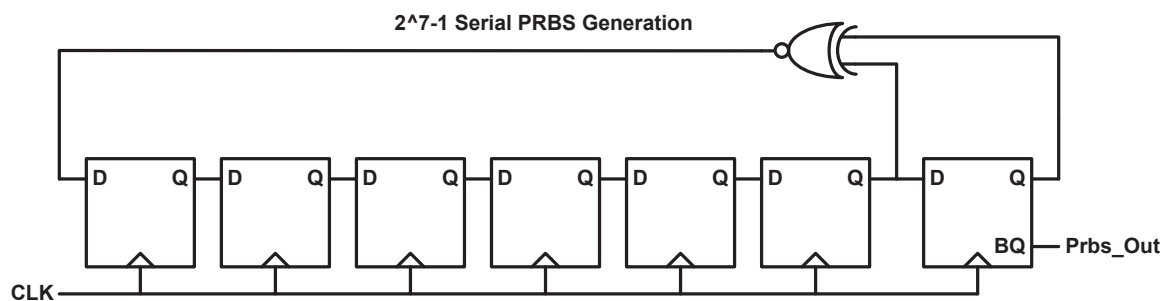 2^7-1 Serial PRBS Generation
D Q D Q D Q D Q D Q D Q D Q
BQ Prbs_Out
CLK